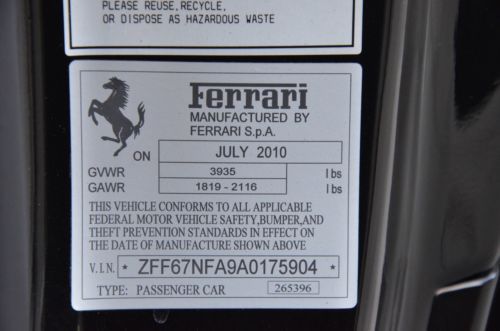 PLEASE REUSE, RECYCLE,
OR DISPOSE AS HAZARDOUS WASTE
Ferrari
MANUFACTURED BY
FERRARI S.p.A.
ON JULY 2010
GVWR 3935 lbs
GAWR 1819 - 2116 lbs
THIS VEHICLE CONFORMS TO ALL APPLICABLE
FEDERAL MOTOR VEHICLE SAFETY,BUMPER,AND
THEFT PREVENTION STANDARDS IN EFFECT ON
THE DATE OF MANUFACTURE SHOWN ABOVE
V.I.N. * ZFF67NFA9A0175904 *
TYPE: PASSENGER CAR 265396